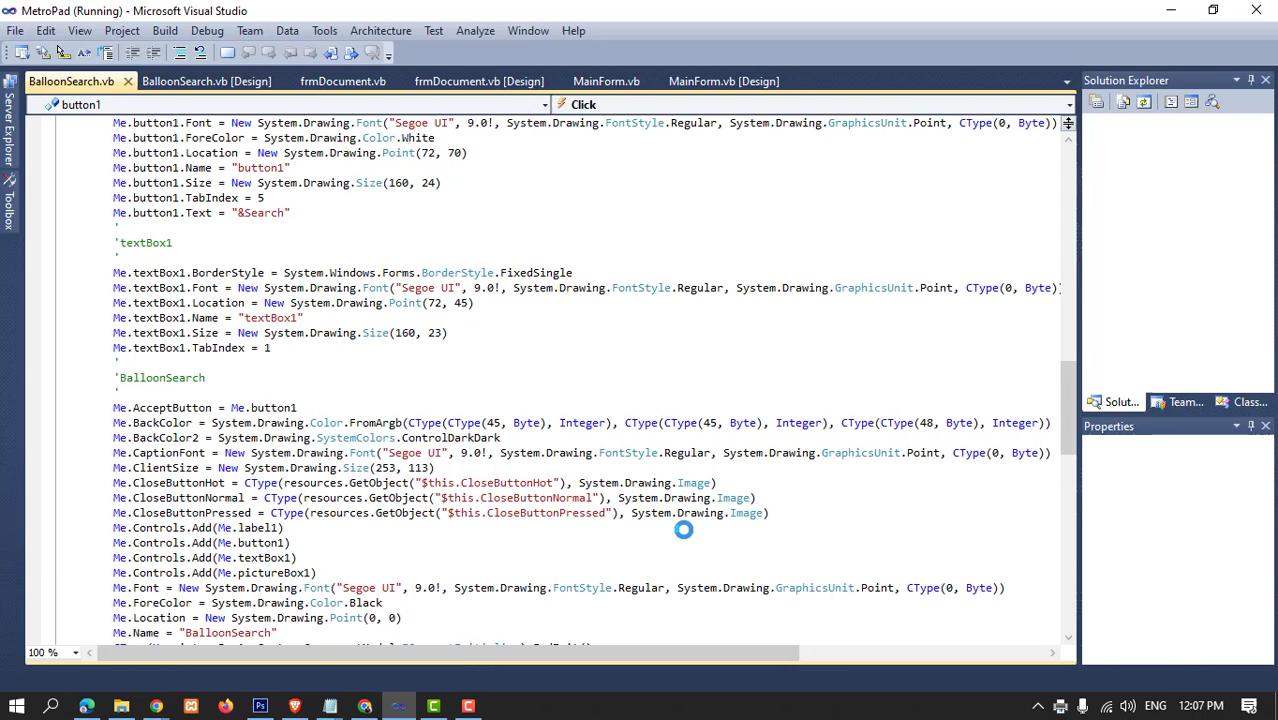 MetroPad (Running) - Microsoft Visual Studio
File Edit View Project Build Debug Team Data Tools Architecture Test Analyze Window Help
BalloonSearch.vb BalloonSearch.vb [Design] frmDocument.vb frmDocument.vb [Design] MainForm.vb MainForm.vb [Design]
Solution Explorer
button1 Click
Server Explorer
Toolbox
Me.button1.Font = New System.Drawing.Font("Segoe UI", 9.0!, System.Drawing.FontStyle.Regular, System.Drawing.GraphicsUnit.Point, CType(0, Byte))
Me.button1.ForeColor = System.Drawing.Color.White
Me.button1.Location = New System.Drawing.Point(72, 70)
Me.button1.Name = "button1"
Me.button1.Size = New System.Drawing.Size(160, 24)
Me.button1.TabIndex = 5
Me.button1.Text = "&Search"
'
'textBox1
'
Me.textBox1.BorderStyle = System.Windows.Forms.BorderStyle.FixedSingle
Me.textBox1.Font = New System.Drawing.Font("Segoe UI", 9.0!, System.Drawing.FontStyle.Regular, System.Drawing.GraphicsUnit.Point, CType(0, Byte))
Me.textBox1.Location = New System.Drawing.Point(72, 45)
Me.textBox1.Name = "textBox1"
Me.textBox1.Size = New System.Drawing.Size(160, 23)
Me.textBox1.TabIndex = 1
'
'BalloonSearch
'
Me.AcceptButton = Me.button1
Me.BackColor = System.Drawing.Color.FromArgb(CType(CType(45, Byte), Integer), CType(CType(45, Byte), Integer), CType(CType(48, Byte), Integer))
Me.BackColor2 = System.Drawing.SystemColors.ControlDarkDark
Me.CaptionFont = New System.Drawing.Font("Segoe UI", 9.0!, System.Drawing.FontStyle.Regular, System.Drawing.GraphicsUnit.Point, CType(0, Byte))
Me.ClientSize = New System.Drawing.Size(253, 113)
Me.CloseButtonHot = CType(resources.GetObject("$this.CloseButtonHot"), System.Drawing.Image)
Me.CloseButtonNormal = CType(resources.GetObject("$this.CloseButtonNormal"), System.Drawing.Image)
Me.CloseButtonPressed = CType(resources.GetObject("$this.CloseButtonPressed"), System.Drawing.Image)
Me.Controls.Add(Me.label1)
Me.Controls.Add(Me.button1)
Me.Controls.Add(Me.textBox1)
Me.Controls.Add(Me.pictureBox1)
Me.Font = New System.Drawing.Font("Segoe UI", 9.0!, System.Drawing.FontStyle.Regular, System.Drawing.GraphicsUnit.Point, CType(0, Byte))
Me.ForeColor = System.Drawing.Color.Black
Me.Location = New System.Drawing.Point(0, 0)
Me.Name = "BalloonSearch"
Solut... Team... Class...
Properties
100 %
ENG 12:07 PM